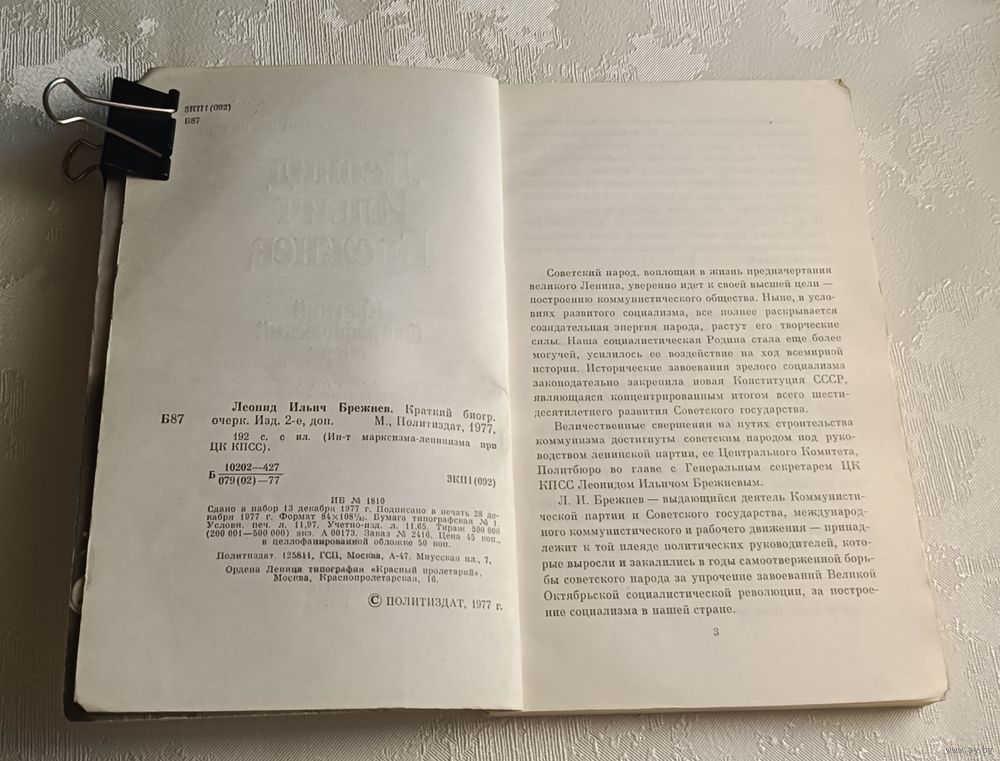 ЗКП1(092)
Б87
Б87
Леонид Ильич Брежнев. Краткий биогр.
очерк. Изд. 2-е, доп. М., Политиздат, 1977.
192 с. с ил. (Ин-т марксизма-ленинизма при
ЦК КПСС).
Б 10202—427
079(02)—77
ЗКП1(092)
ИБ № 1810
Сдано в набор 13 декабря 1977 г. Подписано в печать 28 де-
кабря 1977 г. Формат 84×108 1/32. Бумага типографская № 1.
Условн. печ. л. 11,97. Учетно-изд. л. 11,05. Тираж 500 000
(200 001—500 000) экз. А 00173. Заказ № 2416. Цена 45 коп.,
в целлофанированной обложке 50 коп.
Политиздат. 125811, ГСП, Москва, А-47, Миусская пл., 7.
Ордена Ленина типография «Красный пролетарий».
Москва, Краснопролетарская, 16.
© ПОЛИТИЗДАТ, 1977 г.
Советский народ, воплощая в жизнь предначертания
великого Ленина, уверенно идет к своей высшей цели —
построению коммунистического общества. Ныне, в усло-
виях развитого социализма, все полнее раскрывается
созидательная энергия народа, растут его творческие
силы. Наша социалистическая Родина стала еще более
могучей, усилилось ее воздействие на ход всемирной
истории. Исторические завоевания зрелого социализма
законодательно закрепила новая Конституция СССР,
являющаяся концентрированным итогом всего шести-
десятилетнего развития Советского государства.
Величественные свершения на путях строительства
коммунизма достигнуты советским народом под руко-
водством ленинской партии, ее Центрального Комитета,
Политбюро во главе с Генеральным секретарем ЦК
КПСС Леонидом Ильичом Брежневым.
Л. И. Брежнев — выдающийся деятель Коммунисти-
ческой партии и Советского государства, международ-
ного коммунистического и рабочего движения — принад-
лежит к той плеяде политических руководителей, кото-
рые выросли и закалились в годы самоотверженной борь-
бы советского народа за упрочение завоеваний Великой
Октябрьской социалистической революции, за построе-
ние социализма в нашей стране.
3
www.ay.by